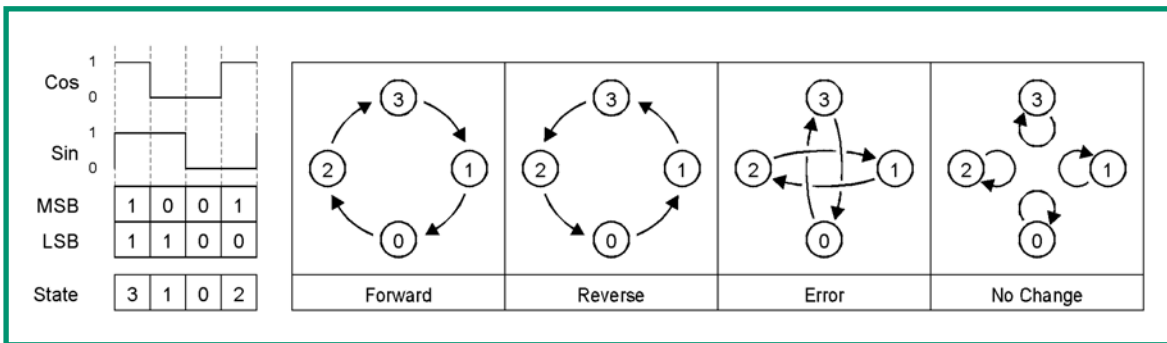 Cos 1
0
Sin 1
0
MSB 1 0 0 1
LSB 1 1 0 0
State 3 1 0 2
3
2 1
0
Forward
3
2 1
0
Reverse
3
2 1
0
Error
3
2 1
0
No Change